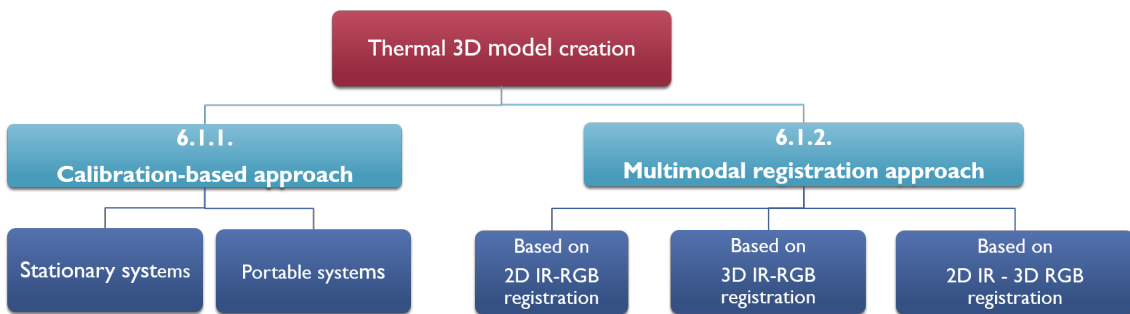 Thermal 3D model creation
6.1.1.
Calibration-based approach
6.1.2.
Multimodal registration approach
Stationary systems
Portable systems
Based on
2D IR-RGB
registration
Based on
3D IR-RGB
registration
Based on
2D IR - 3D RGB
registration